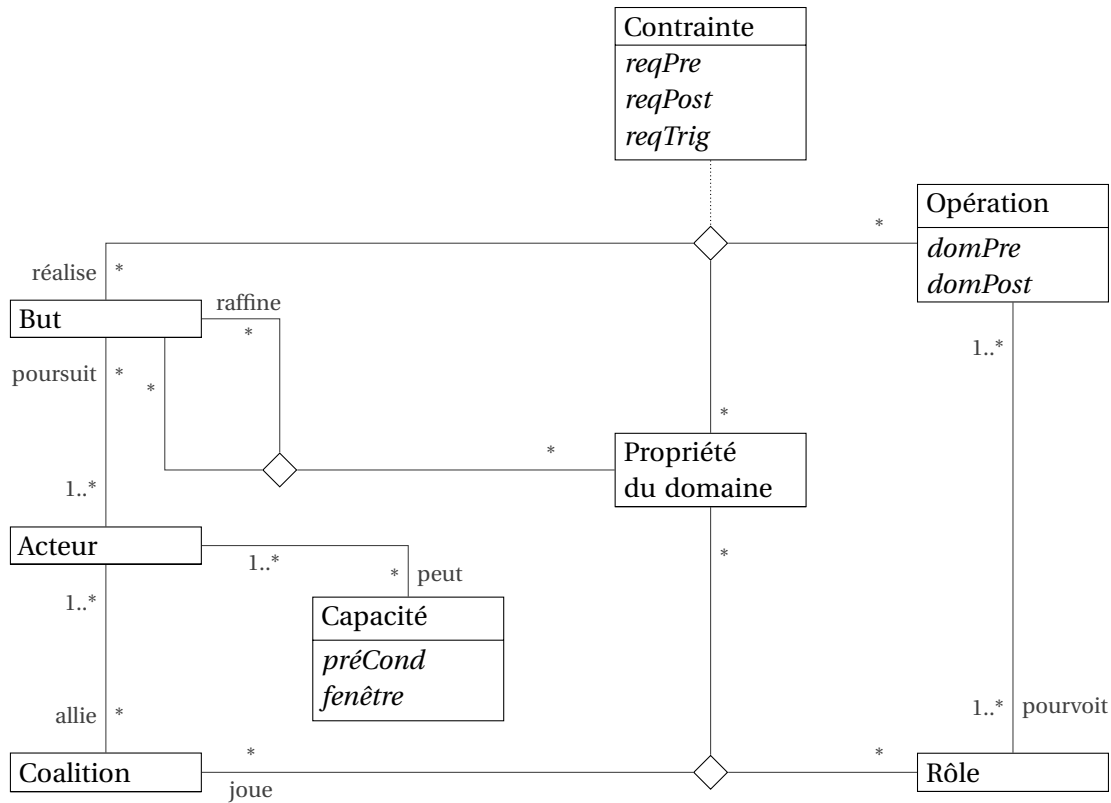 Contrainte
reqPre
reqPost
reqTrig
Opération
domPre
domPost
*
réalise *
raffine
*
But
poursuit *
*
1..*
*
*
Propriété
du domaine
1..*
Acteur
1..*
* peut
*
1..*
Capacité
préCond
fenêtre
allie *
1..* pourvoit
*
*
Coalition
joue
Rôle